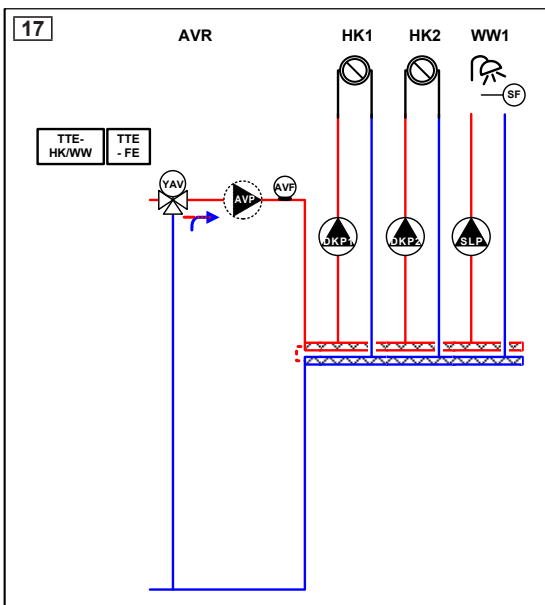 17
AVR
HK1
HK2
WW1
SF
TTE-
HK/WW
TTE
- FE
YAV
AVP
AVF
DKP1
DKP2
SLP